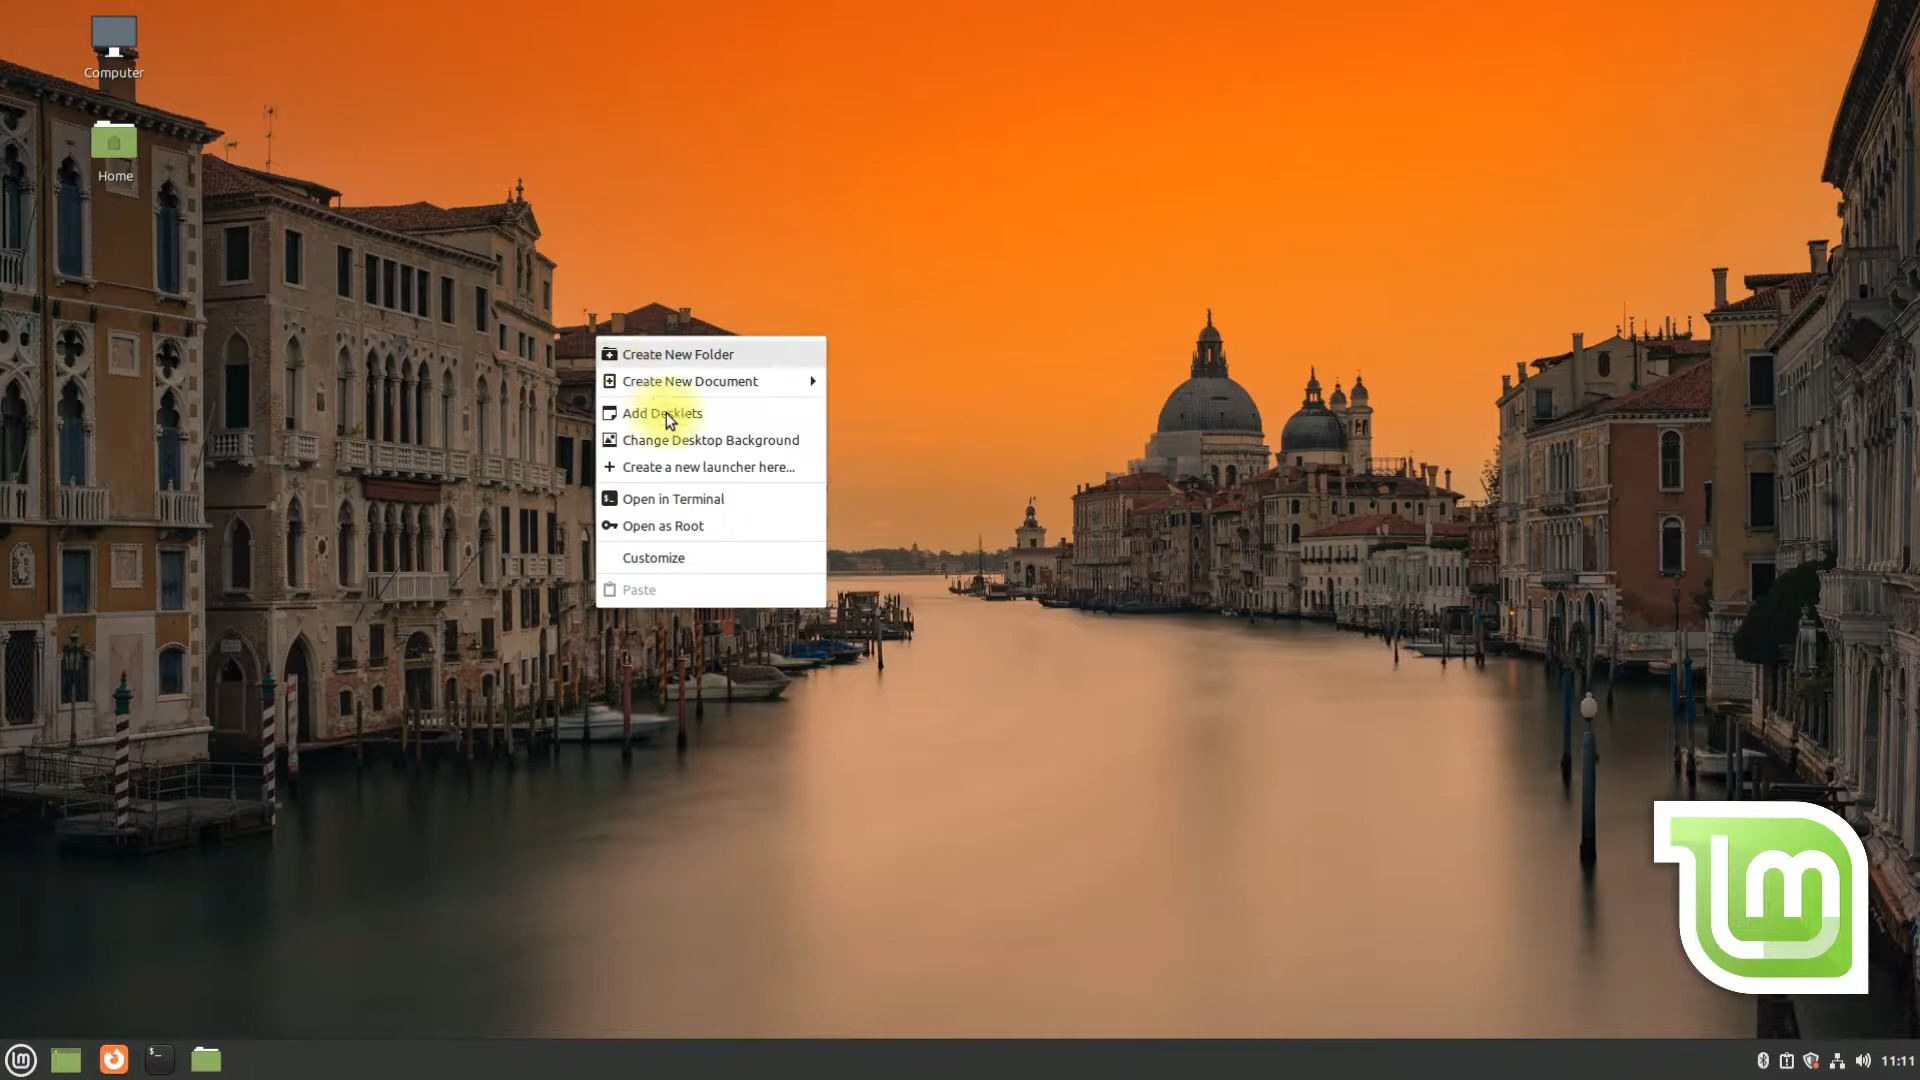 Computer
Home
Create New Folder
Create New Document
Add Desklets
Change Desktop Background
Create a new launcher here...
Open in Terminal
Open as Root
Customize
Paste
lm
11:11